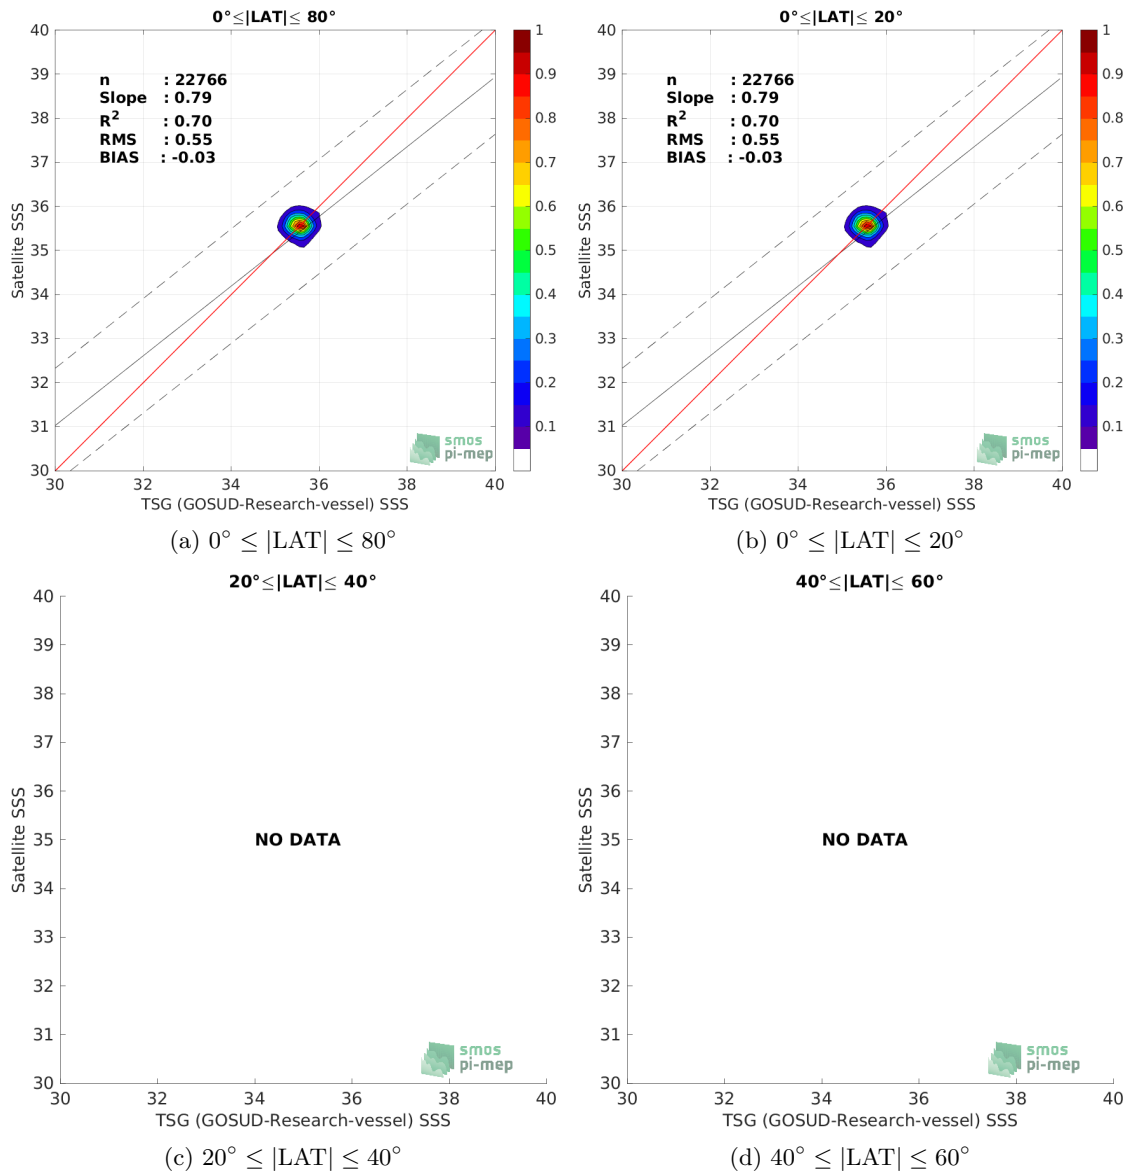 0°≤|LAT|≤ 80°
40
39
38
37
36
35
34
33
32
31
30
n : 22766
Slope : 0.79
R² : 0.70
RMS : 0.55
BIAS : -0.03
1
0.9
0.8
0.7
0.6
0.5
0.4
0.3
0.2
0.1
Satellite SSS
smos
pi-mep
30 32 34 36 38 40
TSG (GOSUD-Research-vessel) SSS
(a) 0° ≤ |LAT| ≤ 80°
0°≤|LAT|≤ 20°
40
39
38
37
36
35
34
33
32
31
30
n : 22766
Slope : 0.79
R² : 0.70
RMS : 0.55
BIAS : -0.03
1
0.9
0.8
0.7
0.6
0.5
0.4
0.3
0.2
0.1
Satellite SSS
smos
pi-mep
30 32 34 36 38 40
TSG (GOSUD-Research-vessel) SSS
(b) 0° ≤ |LAT| ≤ 20°
20°≤|LAT|≤ 40°
40
39
38
37
36
35
34
33
32
31
30
Satellite SSS
NO DATA
smos
pi-mep
30 32 34 36 38 40
TSG (GOSUD-Research-vessel) SSS
(c) 20° ≤ |LAT| ≤ 40°
40°≤|LAT|≤ 60°
40
39
38
37
36
35
34
33
32
31
30
Satellite SSS
NO DATA
smos
pi-mep
30 32 34 36 38 40
TSG (GOSUD-Research-vessel) SSS
(d) 40° ≤ |LAT| ≤ 60°